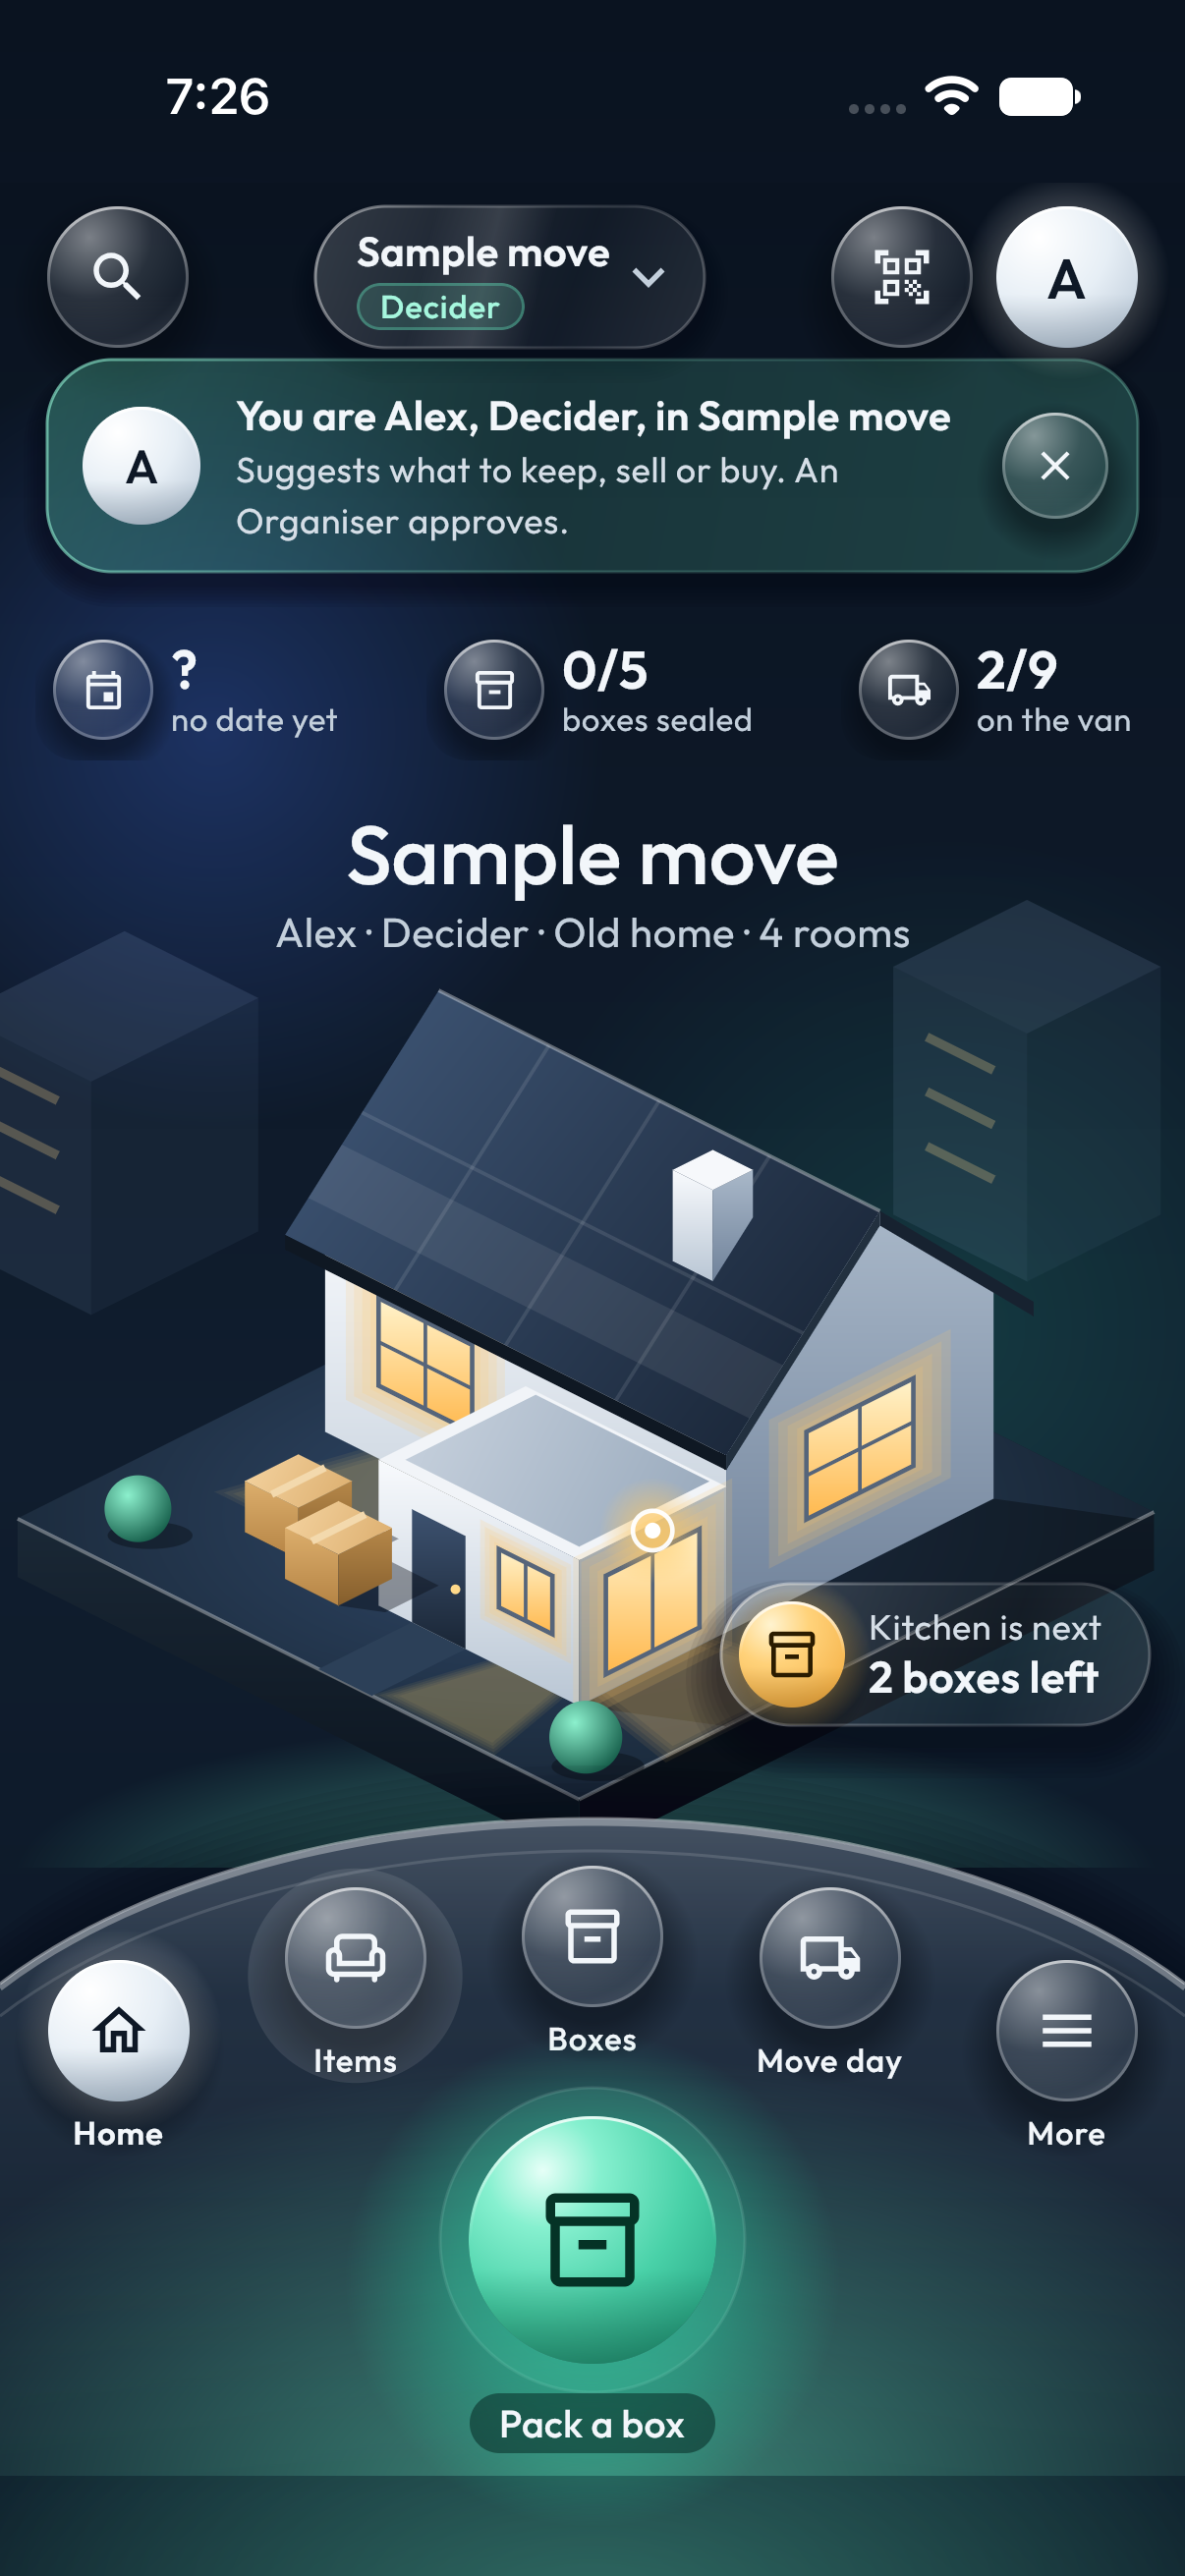 7:26
Sample move
Decider
A
You are Alex, Decider, in Sample move
A
Suggests what to keep, sell or buy. An
Organiser approves.
?
no date yet
0/5
boxes sealed
2/9
on the van
Sample move
Alex · Decider · Old home · 4 rooms
Kitchen is next
2 boxes left
Items
Boxes
Move day
Home
More
Pack a box